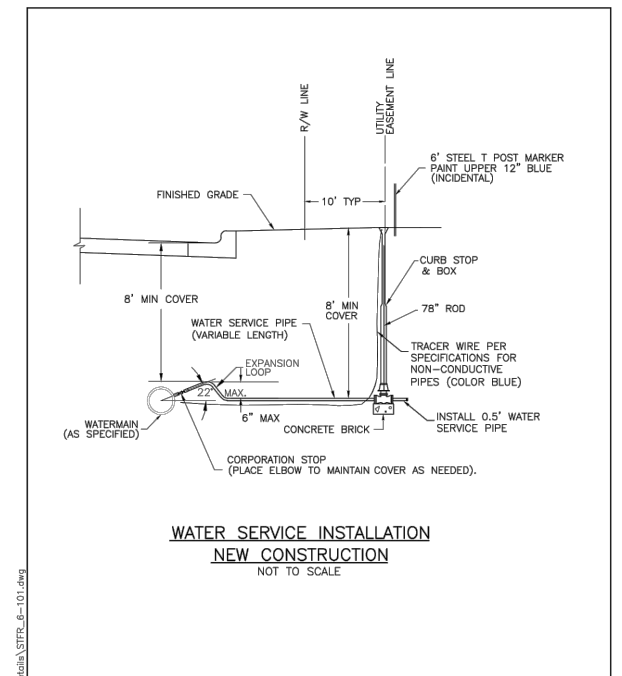 R/W LINE
UTILITY
EASEMENT LINE
6' STEEL T POST MARKER
PAINT UPPER 12" BLUE
(INCIDENTAL)
FINISHED GRADE
10' TYP
CURB STOP
& BOX
8' MIN COVER
8' MIN
COVER
78" ROD
WATER SERVICE PIPE
(VARIABLE LENGTH)
TRACER WIRE PER
SPECIFICATIONS FOR
NON-CONDUCTIVE
PIPES (COLOR BLUE)
EXPANSION
LOOP
22°
MAX.
6" MAX
WATERMAIN
(AS SPECIFIED)
CONCRETE BRICK
INSTALL 0.5' WATER
SERVICE PIPE
CORPORATION STOP
(PLACE ELBOW TO MAINTAIN COVER AS NEEDED).
WATER SERVICE INSTALLATION
NEW CONSTRUCTION
NOT TO SCALE
etails\STFR_6-101.dwg